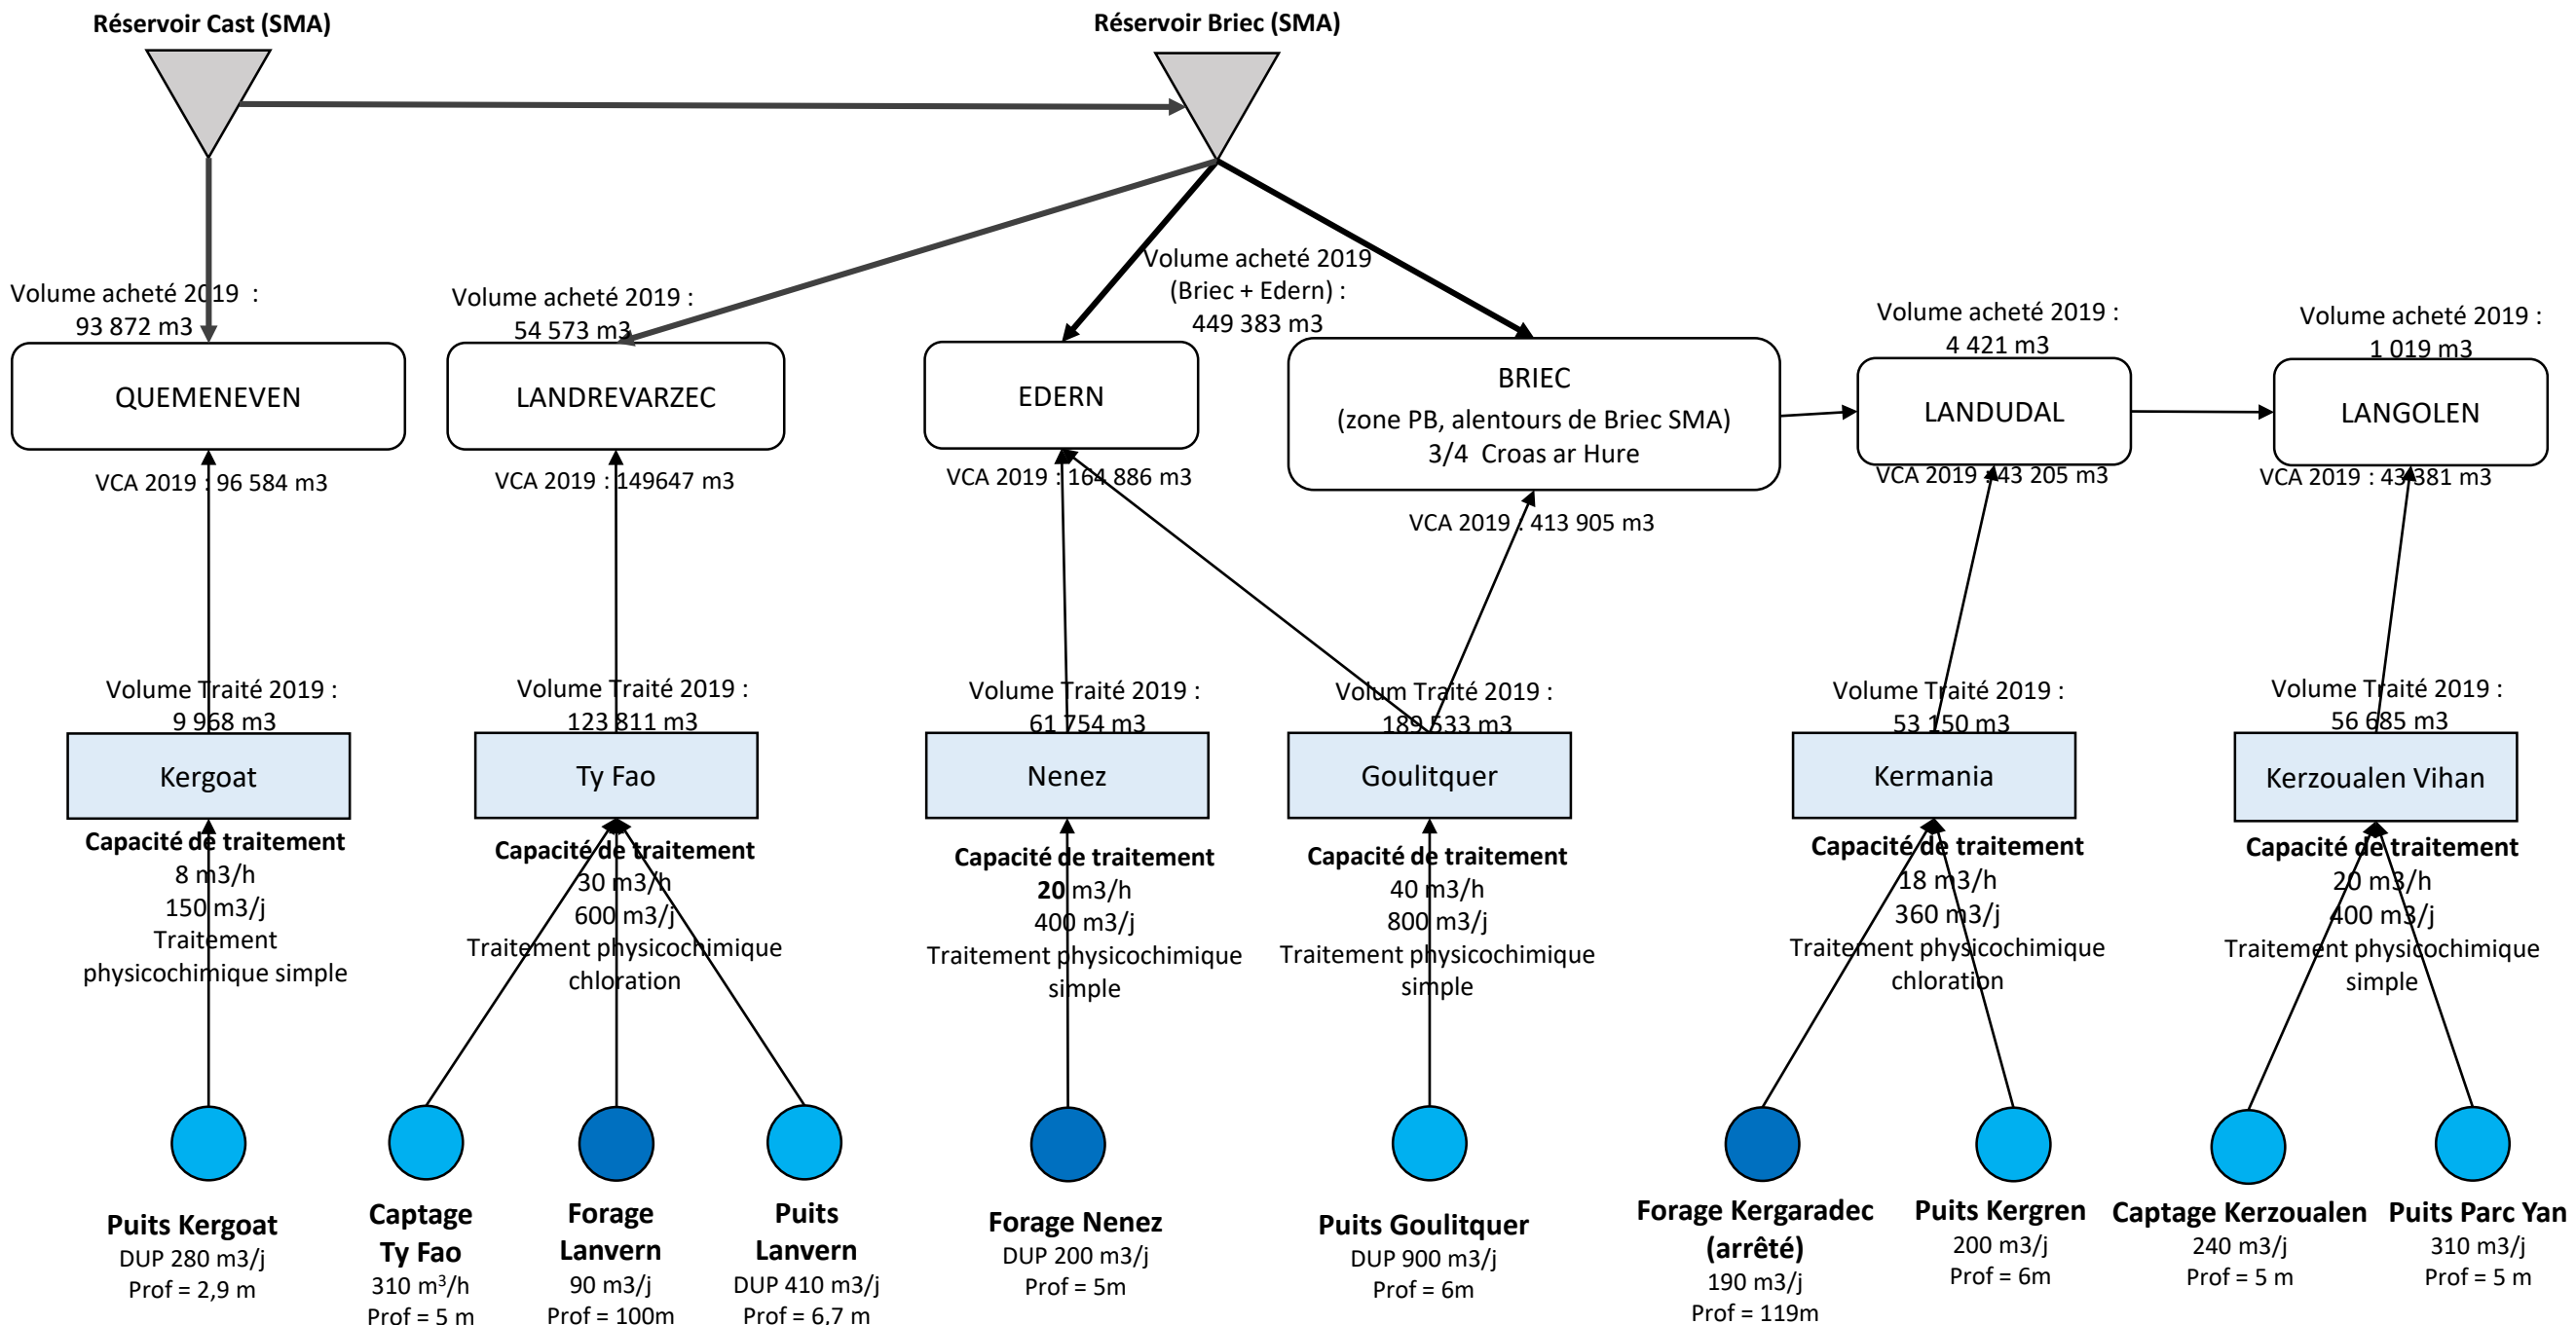 Réservoir Cast (SMA)
Réservoir Briec (SMA)
Volume acheté 2019 :
93 872 m3
Volume acheté 2019 :
54 573 m3
Volume acheté 2019
(Briec + Edern) :
449 383 m3
Volume acheté 2019 :
4 421 m3
Volume acheté 2019 :
1 019 m3
QUEMENEVEN
LANDREVARZEC
EDERN
BRIEC
(zone PB, alentours de Briec SMA)
3/4 Croas ar Hure
LANDUDAL
LANGOLEN
VCA 2019 : 96 584 m3
VCA 2019 : 149647 m3
VCA 2019 : 164 886 m3
VCA 2019 : 413 905 m3
VCA 2019 : 43 205 m3
VCA 2019 : 43 381 m3
Volume Traité 2019 :
9 968 m3
Volume Traité 2019 :
123 811 m3
Volume Traité 2019 :
61 754 m3
Volum Traité 2019 :
189 533 m3
Volume Traité 2019 :
53 150 m3
Volume Traité 2019 :
56 685 m3
Kergoat
Ty Fao
Nenez
Goulitquer
Kermania
Kerzoualen Vihan
Capacité de traitement
8 m3/h
150 m3/j
Traitement
physicochimique simple
Capacité de traitement
30 m3/h
600 m3/j
Traitement physicochimique
chloration
Capacité de traitement
20 m3/h
400 m3/j
Traitement physicochimique
simple
Capacité de traitement
40 m3/h
800 m3/j
Traitement physicochimique
simple
Capacité de traitement
18 m3/h
360 m3/j
Traitement physicochimique
chloration
Capacité de traitement
20 m3/h
400 m3/j
Traitement physicochimique
simple
Puits Kergoat
DUP 280 m3/j
Prof = 2,9 m
Captage
Ty Fao
310 m³/h
Prof = 5 m
Forage
Lanvern
90 m3/j
Prof = 100m
Puits
Lanvern
DUP 410 m3/j
Prof = 6,7 m
Forage Nenez
DUP 200 m3/j
Prof = 5m
Puits Goulitquer
DUP 900 m3/j
Prof = 6m
Forage Kergaradec
(arrêté)
190 m3/j
Prof = 119m
Puits Kergren
200 m3/j
Prof = 6m
Captage Kerzoualen
240 m3/j
Prof = 5 m
Puits Parc Yan
310 m3/j
Prof = 5 m